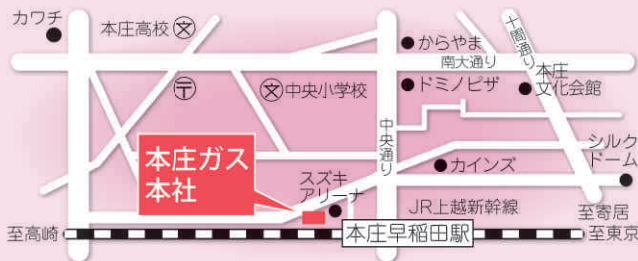 カワチ
本庄高校
文
〒
文
中央小学校
からやま
南大通り
ドミノピザ
十間通り
本庄
文化会館
中央通り
本庄ガス
本社
スズキ
アリーナ
カインズ
シルク
ドーム
JR上越新幹線
至寄居
至高崎
本庄早稲田駅
至東京